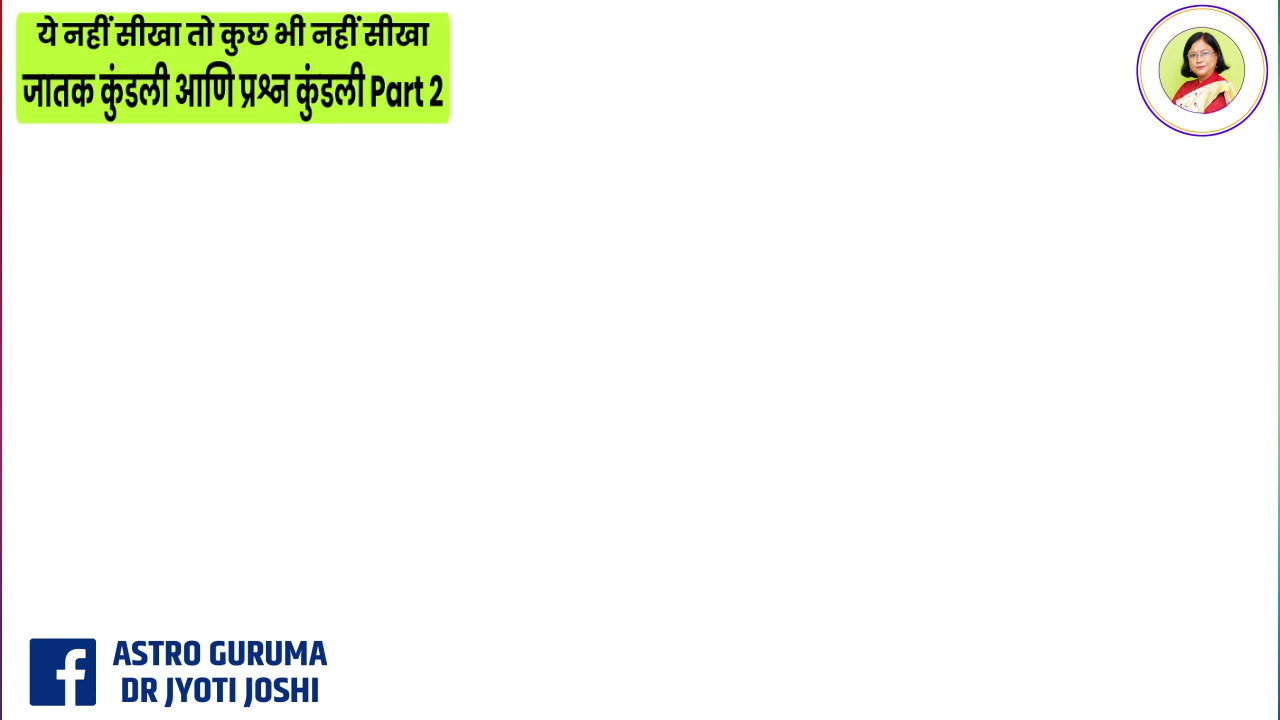 ये नहीं सीखा तो कुछ भी नहीं सीखा
जातक कुंडली आणि प्रश्न कुंडली Part 2
ASTRO GURUMA
DR JYOTI JOSHI